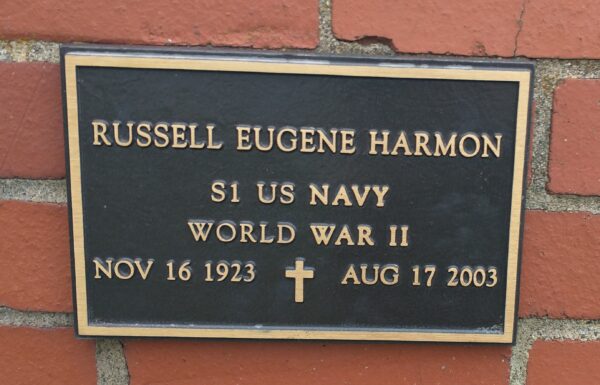 RUSSELL EUGENE HARMON
S1 US NAVY
WORLD WAR II
NOV 16 1923 AUG 17 2003